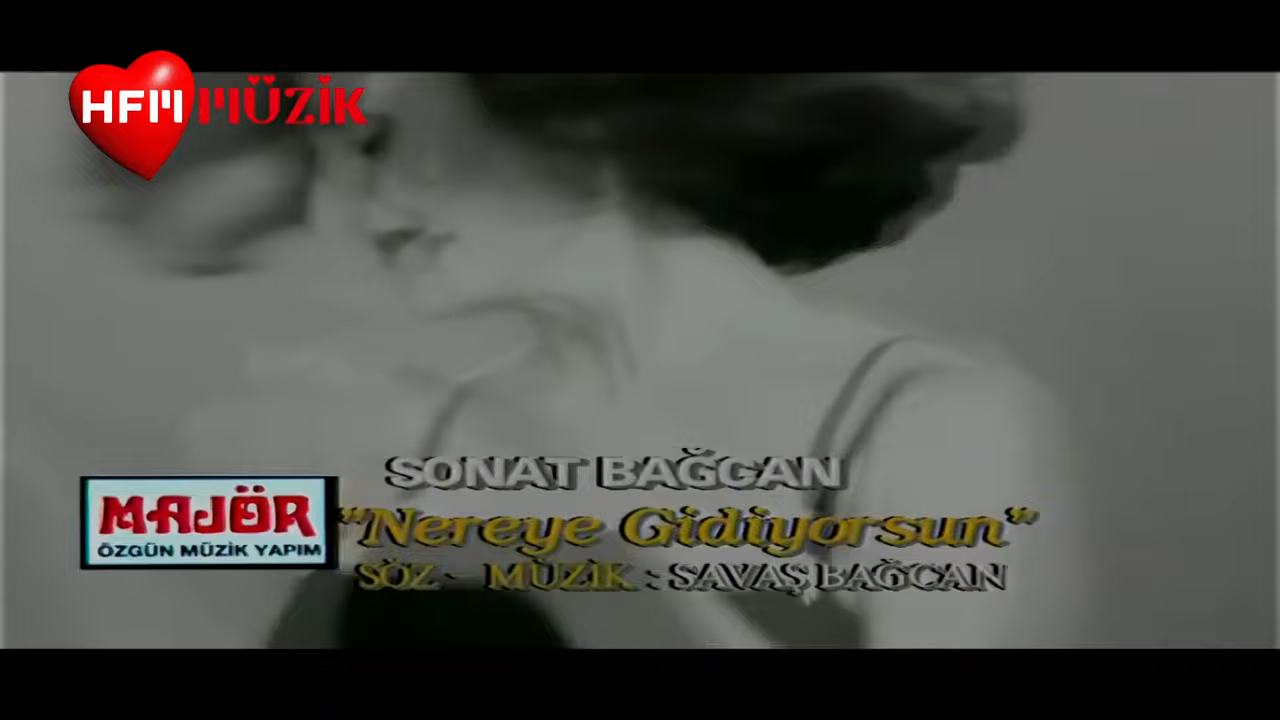 HFM MÜZİK
SONAT BAĞCAN
MAJÖR
ÖZGÜN MÜZİK YAPIM
"Nereye Gidiyorsun"
SÖZ - MÜZİK : SAVAŞ BAĞCAN